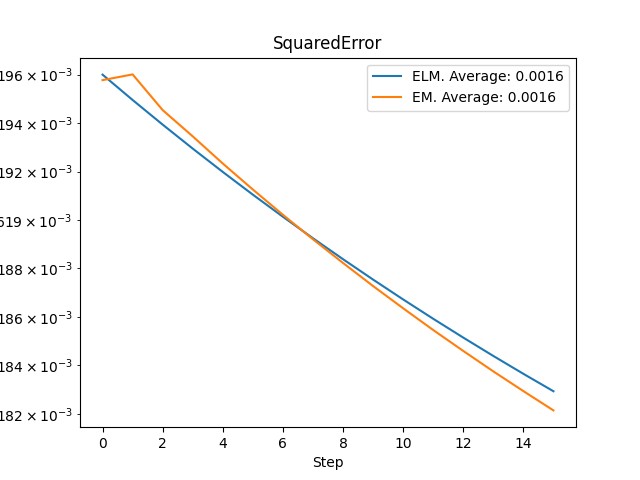 SquaredError
ELM. Average: 0.0016
EM. Average: 0.0016
196 × 10⁻³
194 × 10⁻³
192 × 10⁻³
619 × 10⁻³
188 × 10⁻³
186 × 10⁻³
184 × 10⁻³
182 × 10⁻³
0 2 4 6 8 10 12 14
Step